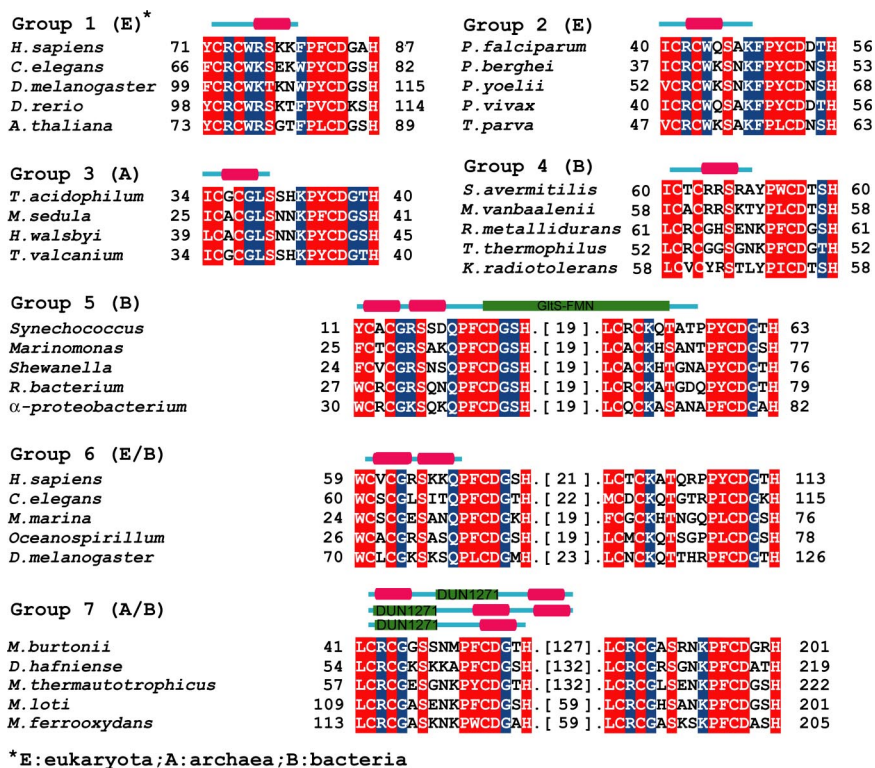 Group 1 (E)*
H.sapiens 71 YCRCWRSKKFPFCDGAH 87
C.elegans 66 FCRCWKSEKWPYCDGSH 82
D.melanogaster 99 FCRCWKTKNWPYCDGSH 115
D.rerio 98 YCRCWRSKTFPVCDKSH 114
A.thaliana 73 YCRCWRSGTFPLCDGSH 89
Group 2 (E)
P.falciparum 40 ICRCWQSAKFPYCDDTH 56
P.berghei 37 ICRCWKSNKFPYCDNSH 53
P.yoelii 52 VCRCWKSNKFPYCDNSH 68
P.vivax 40 ICRCWQSAKFPYCDDTH 56
T.parva 47 VCRCWKSAKFPLCDNSH 63
Group 3 (A)
T.acidophilum 34 ICGCGLSSHKPYCDGTH 40
M.sedula 25 ICACGLSNNKPFCDGSH 41
H.walsbyi 39 LCACGLSNNKPYCDGSH 45
T.valcanium 34 ICGCGLSSHKPYCDGTH 40
Group 4 (B)
S.avermitilis 60 ICTCRRSRAYPWCDTSH 60
M.vanbaalenii 58 ICACRRSKTYPLCDTSH 58
R.metallidurans 61 LCRCGHSENKPFCDGSH 61
T.thermophilus 52 LCRCGGSGNKPFCDGTH 52
K.radiotolerans 58 LCVCYRSTLYPICDTSH 58
Group 5 (B)
GltS-FMN
Synechococcus 11 YCACGRSSDQPFCDGSH.[ 19 ].LCRCKQTATPPYCDGTH 63
Marinomonas 25 FCTCGRSAKQPFCDGSH.[ 19 ].LCACKHSANTPFCDGSH 77
Shewanella 24 FCVCGRSNSQPFCDGSH.[ 19 ].LCACKHTGNAPYCDGTH 76
R.bacterium 27 WCRCGRSQNQPFCDGSH.[ 19 ].LCRCKATGDQPYCDGTH 79
α-proteobacterium 30 WCRCGKSQKQPFCDGSH.[ 19 ].LCQCKASANAPFCDGAH 82
Group 6 (E/B)
H.sapiens 59 WCVCGRSKKQPFCDGSH.[ 21 ].LCTCKATQRPPYCDGTH 113
C.elegans 60 WCSCGLSITQPFCDGTH.[ 22 ].MCDCKQTGTRPICDGKH 115
M.marina 24 WCSCGESANQPFCDGKH.[ 19 ].FCGCKHTNGQPLCDGSH 76
Oceanospirillum 26 WCACGRSASQPFCDGSH.[ 19 ].LCMCKQTSGPPLCDGSH 78
D.melanogaster 70 WCLCGKSKSQPLCDGMH.[ 23 ].LCNCKQTTHRPFCDGTH 126
Group 7 (A/B)
DUN1271
DUN1271
DUN1271
M.burtonii 41 LCRCGGSSNMPFCDGTH.[127].LCRCGASRNKPFCDGRH 201
D.hafniense 54 LCRCGKSKKAPFCDGSH.[132].LCRCGRSGNKPFCDATH 219
M.thermautotrophicus 57 LCRCGESGNKPYCDGTH.[132].LCRCGLSENKPFCDGSH 222
M.loti 109 LCRCGASENKPFCDGSH.[ 59 ].LCRCGHSANKPFCDGSH 201
M.ferrooxydans 113 LCRCGASKNKPWCDGAH.[ 59 ].LCRCGASKSKPFCDASH 205
*E:eukaryota;A:archaea;B:bacteria